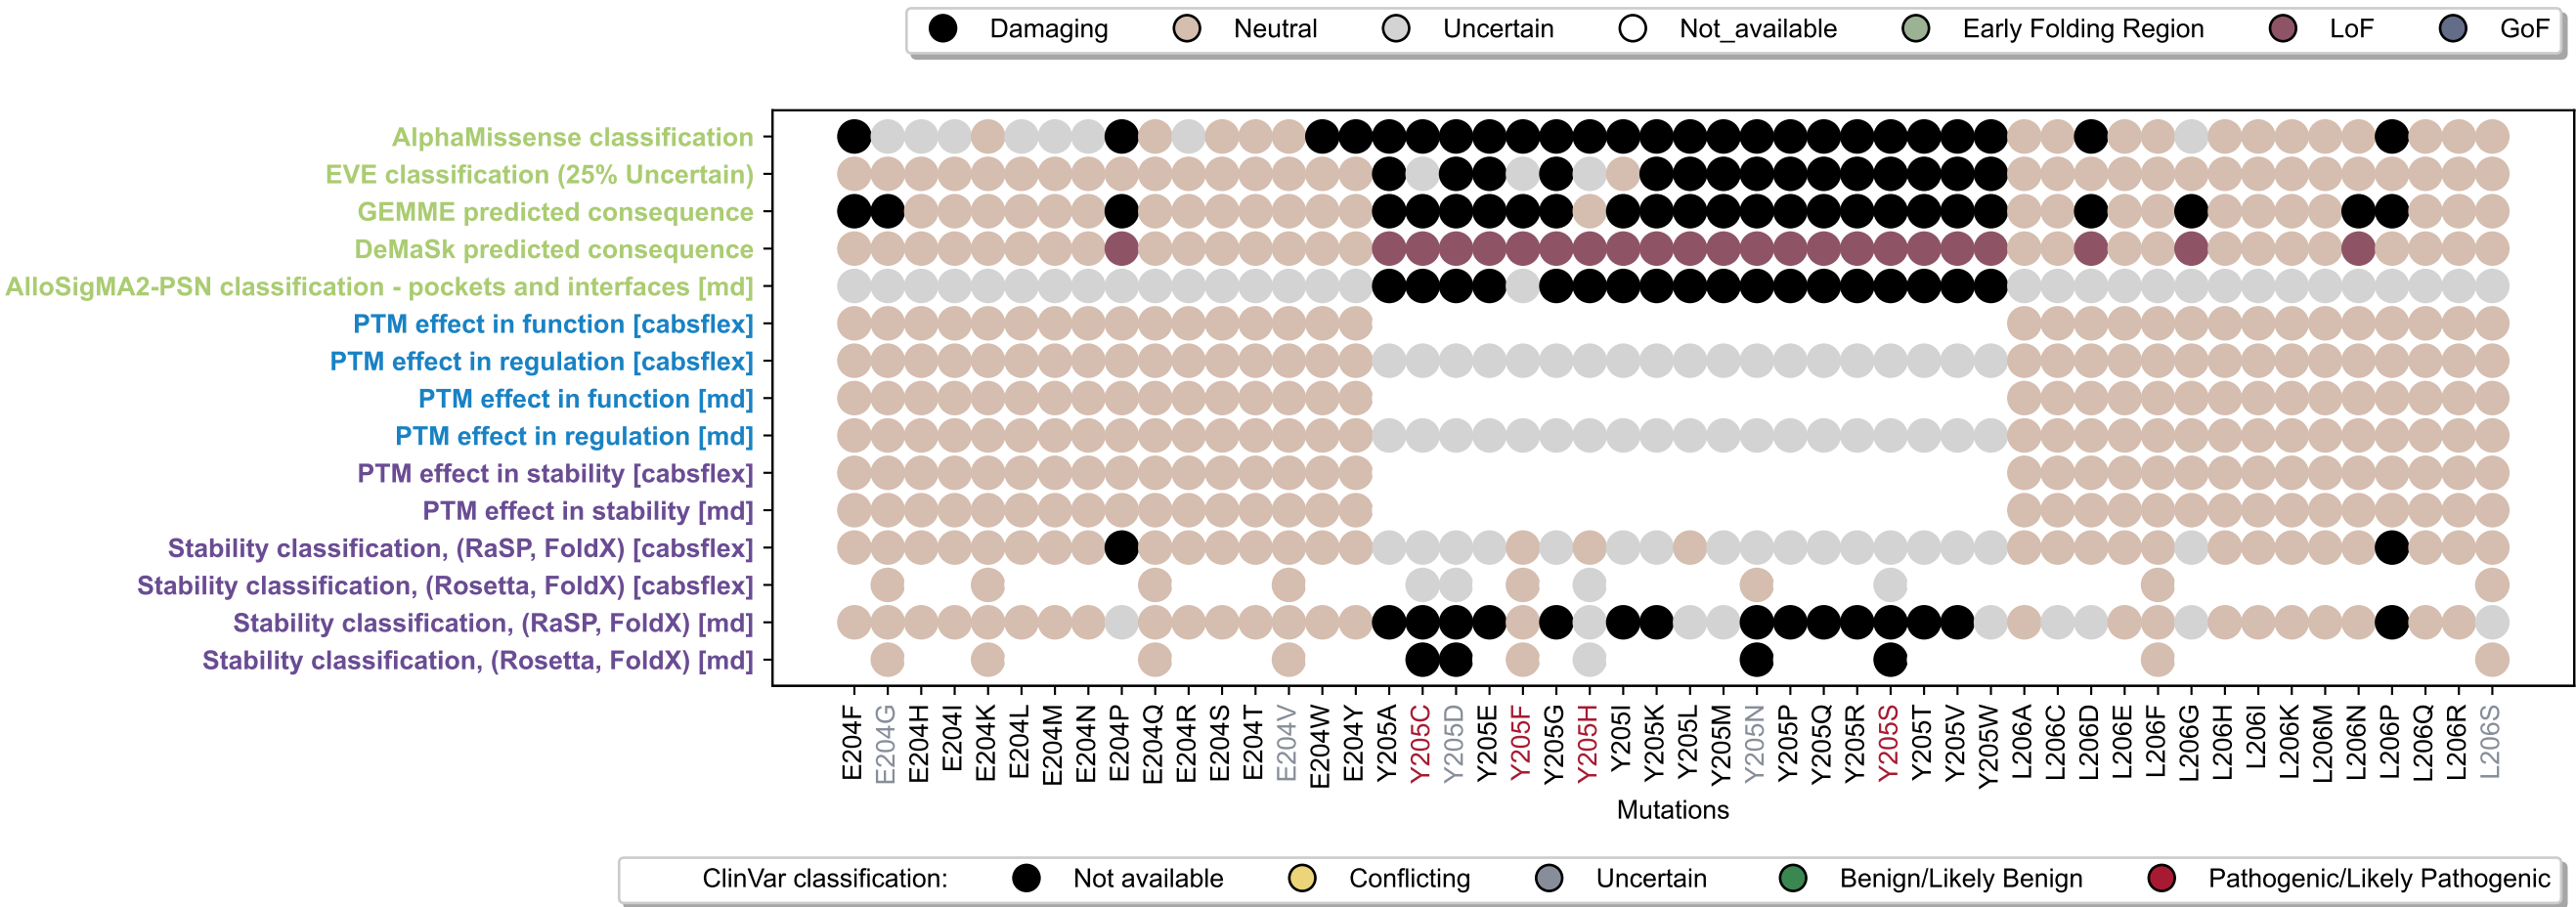 Damaging Neutral Uncertain Not_available Early Folding Region LoF GoF
AlphaMissense classification
EVE classification (25% Uncertain)
GEMME predicted consequence
DeMaSk predicted consequence
AlloSigMA2-PSN classification - pockets and interfaces [md]
PTM effect in function [cabsflex]
PTM effect in regulation [cabsflex]
PTM effect in function [md]
PTM effect in regulation [md]
PTM effect in stability [cabsflex]
PTM effect in stability [md]
Stability classification, (RaSP, FoldX) [cabsflex]
Stability classification, (Rosetta, FoldX) [cabsflex]
Stability classification, (RaSP, FoldX) [md]
Stability classification, (Rosetta, FoldX) [md]
E204F
E204G
E204H
E204I
E204K
E204L
E204M
E204N
E204P
E204Q
E204R
E204S
E204T
E204V
E204W
E204Y
Y205A
Y205C
Y205D
Y205E
Y205F
Y205G
Y205H
Y205I
Y205K
Y205L
Y205M
Y205N
Y205P
Y205Q
Y205R
Y205S
Y205T
Y205V
Y205W
L206A
L206C
L206D
L206E
L206F
L206G
L206H
L206I
L206K
L206M
L206N
L206P
L206Q
L206R
L206S
Mutations
ClinVar classification: Not available Conflicting Uncertain Benign/Likely Benign Pathogenic/Likely Pathogenic